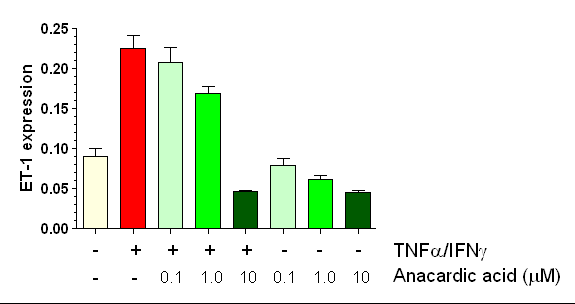 0.25
0.20
0.15
0.10
0.05
0.00
ET-1 expression
- + + + + - - - TNFα/IFNγ
- - 0.1 1.0 10 0.1 1.0 10 Anacardic acid (μM)